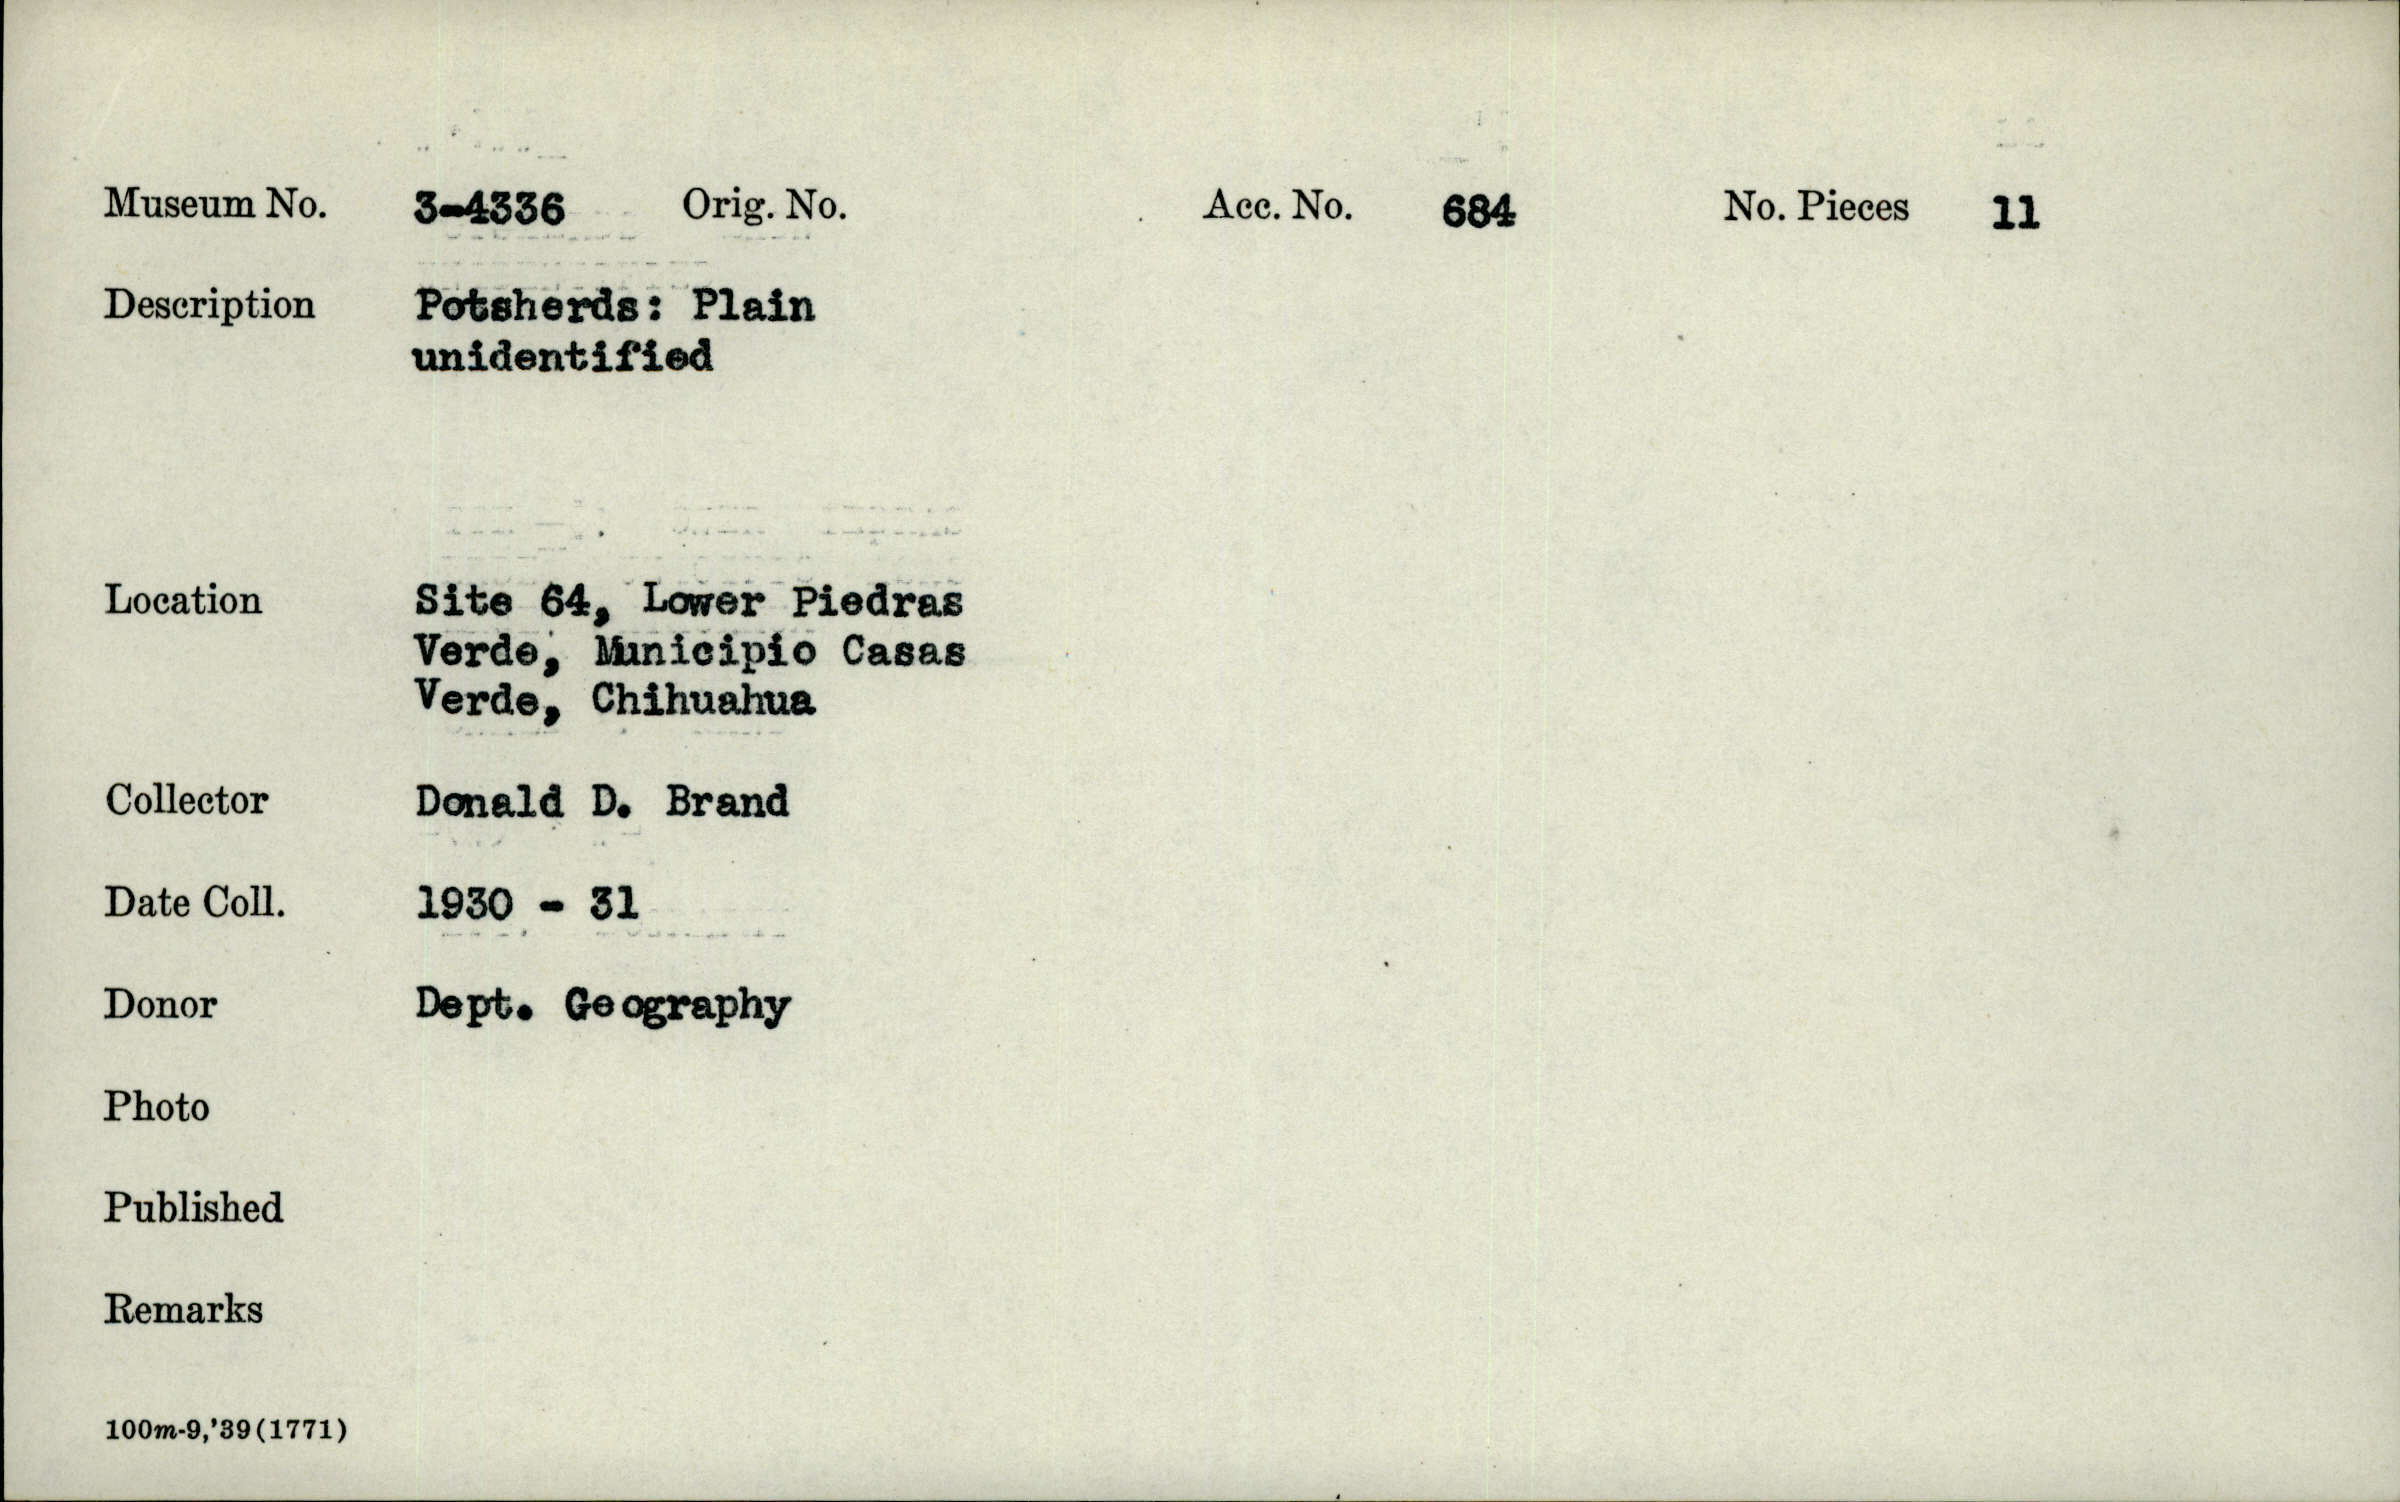 Museum No. 3-4336 Orig. No. Acc. No. 684 No. Pieces 11
Description Potsherds: Plain
unidentified
Location Site 64, Lower Piedras
Verde, Municipio Casas
Verde, Chihuahua
Collector Donald D. Brand
Date Coll. 1930 - 31
Donor Dept. Geography
Photo
Published
Remarks
100m-9,'39(1771)